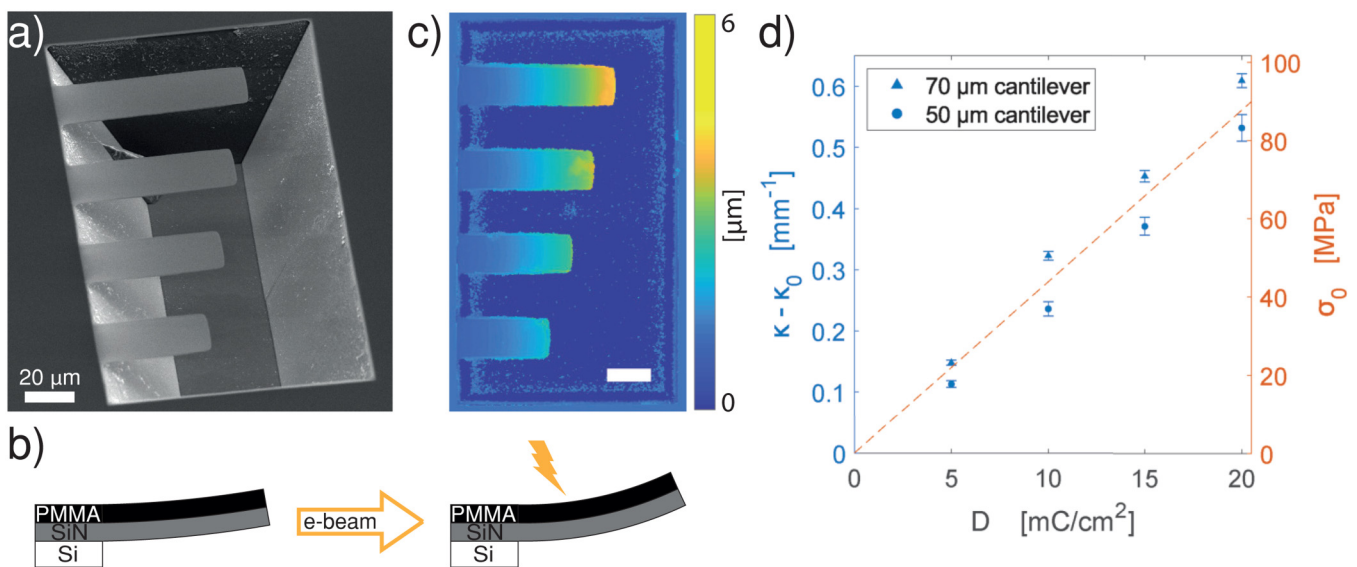 a)
20 µm
b)
PMMA
SiN
Si
e-beam
PMMA
SiN
Si
c)
6
[µm]
0
d)
70 µm cantilever
50 µm cantilever
κ - κ₀ [mm⁻¹]
0.6
0.5
0.4
0.3
0.2
0.1
0
0 5 10 15 20
D [mC/cm²]
100
80
60
40
20
0
σ₀ [MPa]